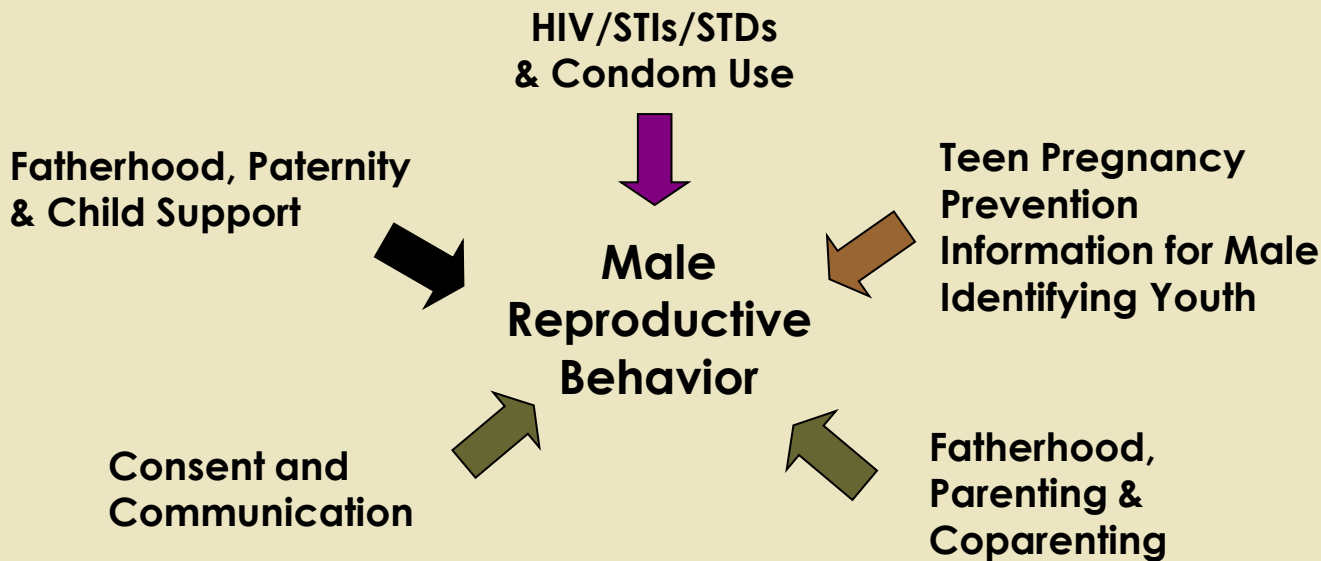 HIV/STIs/STDs
& Condom Use
Fatherhood, Paternity
& Child Support
Teen Pregnancy
Prevention
Information for Male
Identifying Youth
Male
Reproductive
Behavior
Consent and
Communication
Fatherhood,
Parenting &
Coparenting